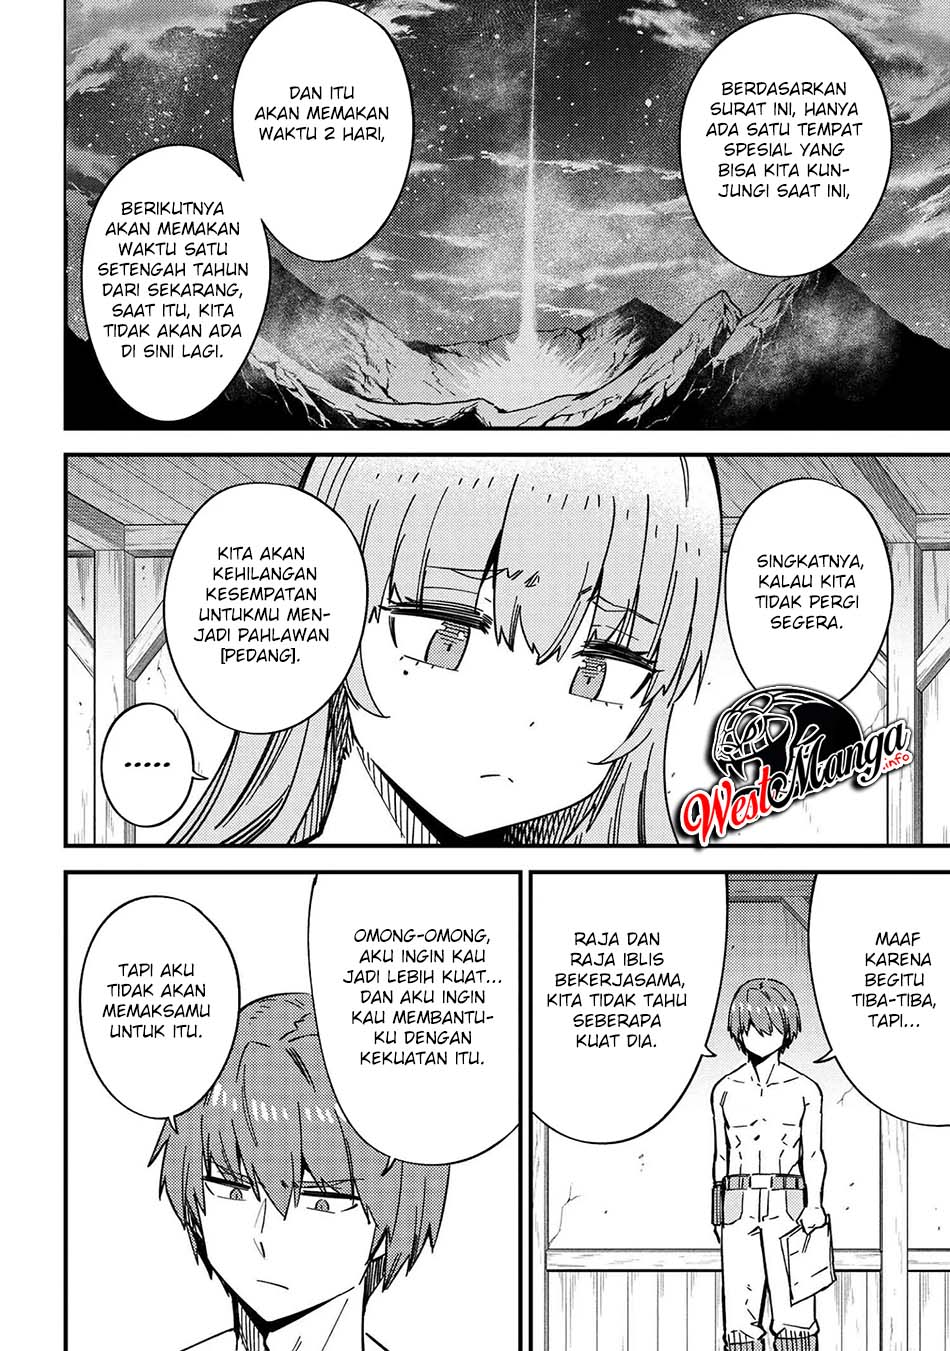 BERDASARKAN
SURAT INI, HANYA
ADA SATU TEMPAT
SPESIAL YANG
BISA KITA KUN-
JUNGI SAAT INI,
DAN ITU
AKAN MEMAKAN
WAKTU 2 HARI,
BERIKUTNYA
AKAN MEMAKAN
WAKTU SATU
SETENGAH TAHUN
DARI SEKARANG,
SAAT ITU, KITA
TIDAK AKAN ADA
DI SINI LAGI.
SINGKATNYA,
KALAU KITA
TIDAK PERGI
SEGERA.
KITA AKAN
KEHILANGAN
KESEMPATAN
UNTUKMU MEN-
JADI PAHLAWAN
[PEDANG].
.....
WestManga
.info
MAAF
KARENA
BEGITU
TIBA-TIBA,
TAPI...
RAJA DAN
RAJA IBLIS
BEKERJASAMA,
KITA TIDAK TAHU
SEBERAPA
KUAT DIA.
OMONG-OMONG,
AKU INGIN KAU
JADI LEBIH KUAT...
DAN AKU INGIN
KAU MEMBANTU-
KU DENGAN
KEKUATAN ITU.
TAPI AKU
TIDAK AKAN
MEMAKSAMU
UNTUK ITU.